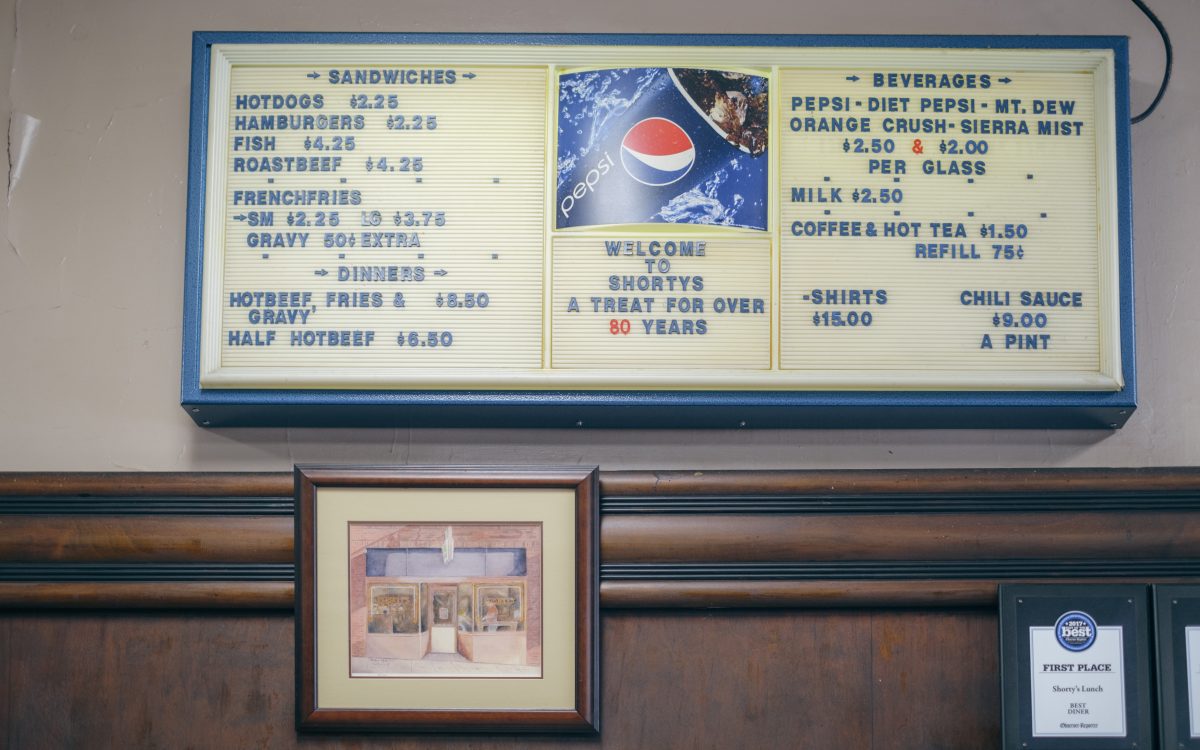 → SANDWICHES →
HOTDOGS $2.25
HAMBURGERS $2.25
FISH $4.25
ROASTBEEF $4.25
FRENCHFRIES
→SM $2.25 LG $3.75
GRAVY 50¢ EXTRA
→ DINNERS →
HOTBEEF, FRIES & $8.50
GRAVY'
HALF HOTBEEF $6.50
pepsi
WELCOME
TO
SHORTYS
A TREAT FOR OVER
80 YEARS
→ BEVERAGES →
PEPSI - DIET PEPSI - MT. DEW
ORANGE CRUSH- SIERRA MIST
$2.50 & $2.00
PER GLASS
MILK $2.50
COFFEE & HOT TEA $1.50
REFILL 75¢
-SHIRTS
$15.00
CHILI SAUCE
$9.00
A PINT
2017
best
FIRST PLACE
Shorty's Lunch
BEST
DINER
Observer-Reporter